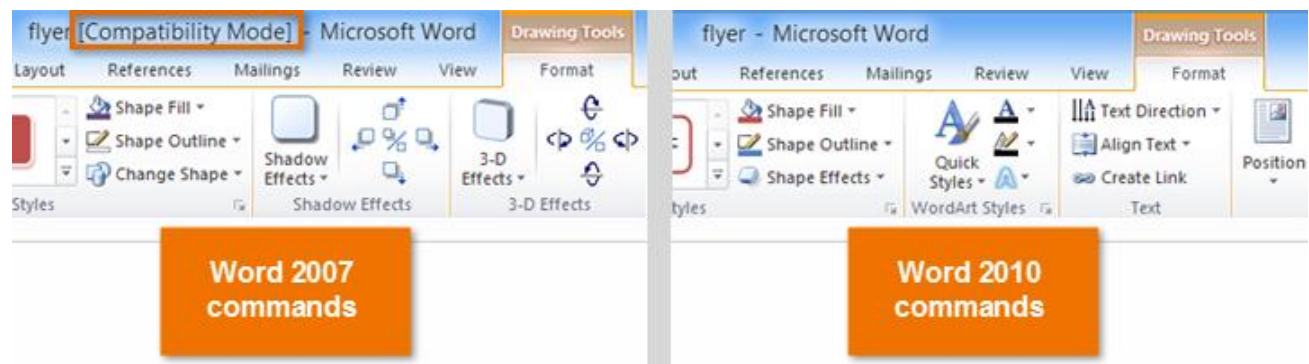 flyer [Compatibility Mode] - Microsoft Word
Drawing Tools
Layout References Mailings Review View Format
Shape Fill
Shape Outline
Change Shape
Styles
Shadow
Effects
Shadow Effects
3-D
Effects
3-D Effects
Word 2007
commands
flyer - Microsoft Word
Drawing Tools
out References Mailings Review View Format
Shape Fill
Shape Outline
Shape Effects
tyles
Quick
Styles
WordArt Styles
Text Direction
Align Text
Create Link
Text
Position
Word 2010
commands